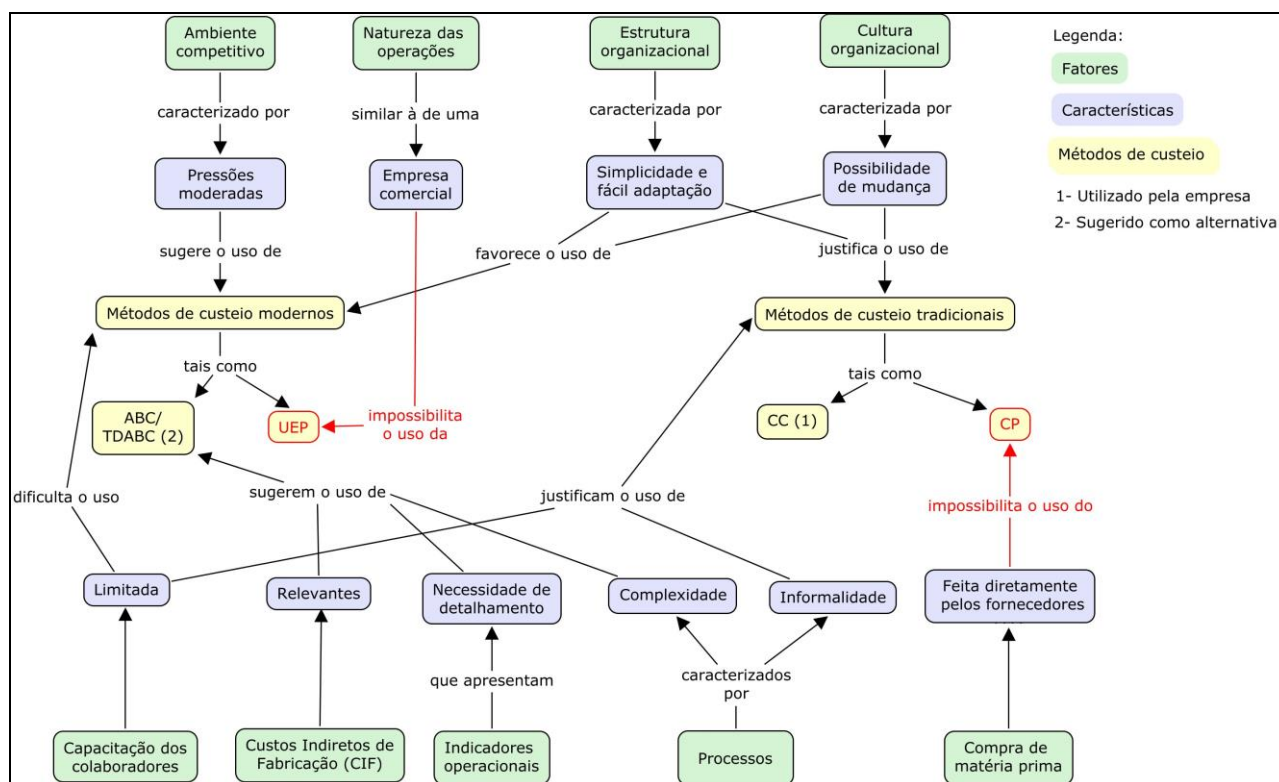 Ambiente
competitivo
Natureza das
operações
Estrutura
organizacional
Cultura
organizacional
Legenda:
Fatores
Características
Métodos de custeio
1- Utilizado pela empresa
2- Sugerido como alternativa
caracterizado por
similar à de uma
caracterizada por
caracterizada por
Pressões
moderadas
Empresa
comercial
Simplicidade e
fácil adaptação
Possibilidade
de mudança
sugere o uso de
favorece o uso de
justifica o uso de
Métodos de custeio modernos
Métodos de custeio tradicionais
tais como
tais como
ABC/
TDABC (2)
UEP
impossibilita
o uso da
CC (1)
CP
dificulta o uso
sugerem o uso de
justificam o uso de
impossibilita o uso do
Limitada
Relevantes
Necessidade de
detalhamento
Complexidade
Informalidade
Feita diretamente
pelos fornecedores
que apresentam
caracterizados
por
Capacitação dos
colaboradores
Custos Indiretos de
Fabricação (CIF)
Indicadores
operacionais
Processos
Compra de
matéria prima